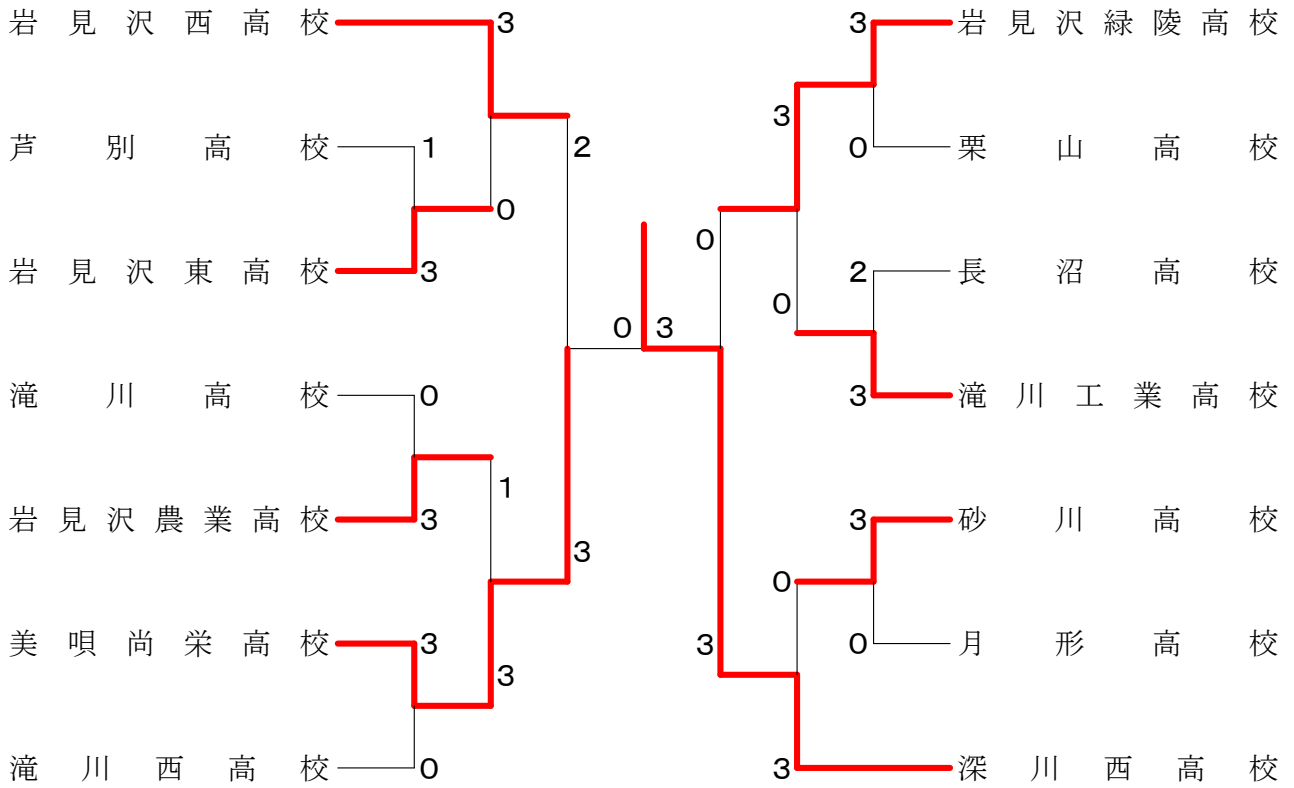 岩見沢西高校 3 3 岩見沢緑陵高校
3
芦別高校 1 2 0 栗山高校
0 0
岩見沢東高校 3 2 長沼高校
0
0 3
滝川高校 0 3 滝川工業高校
1
岩見沢農業高校 3 3 砂川高校
3
0
美唄尚栄高校 3 3 0 月形高校
3
滝川西高校 0 3 深川西高校